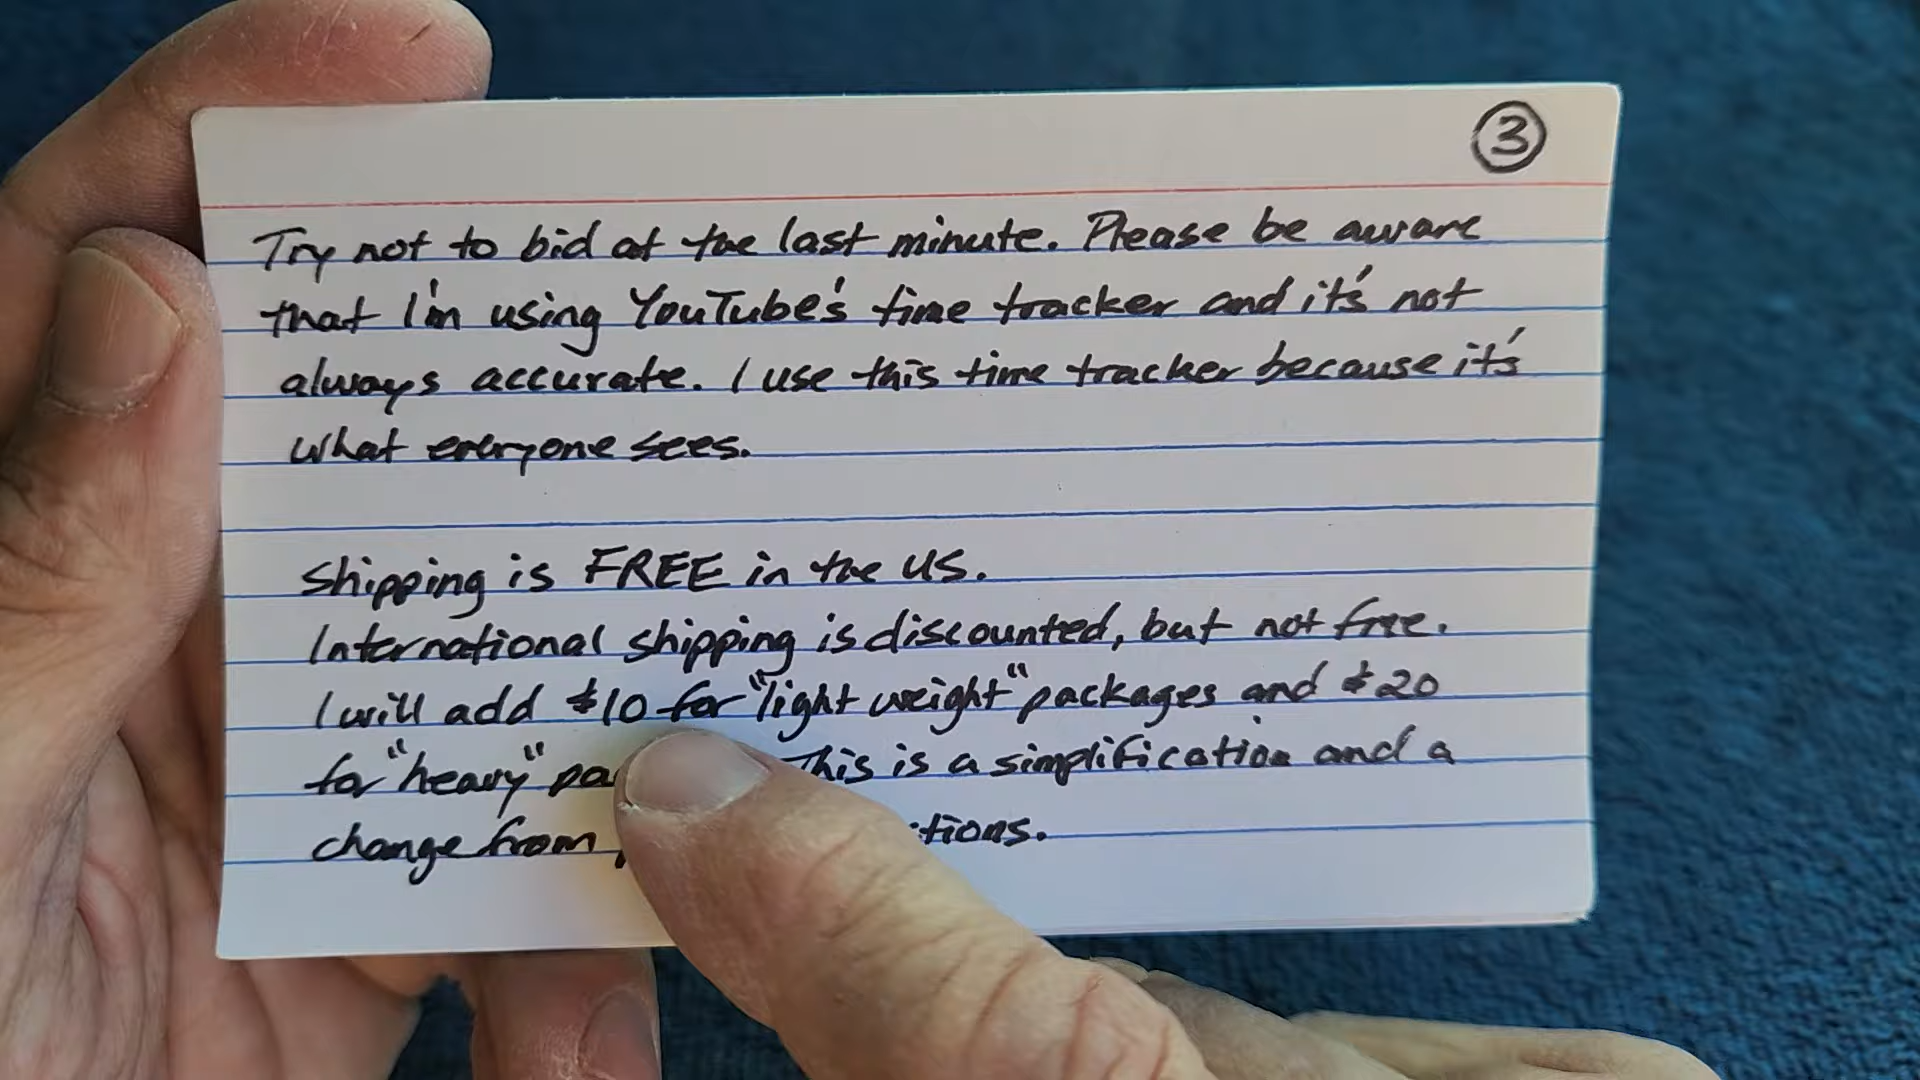 3
Try not to bid at the last minute. Please be aware
that I'm using YouTube's time tracker and it's not
always accurate. I use this time tracker because it's
what everyone sees.
Shipping is FREE in the US.
International shipping is discounted, but not free.
I will add $10 for "light weight" packages and $20
for "heavy" This is a simplification and a
change from